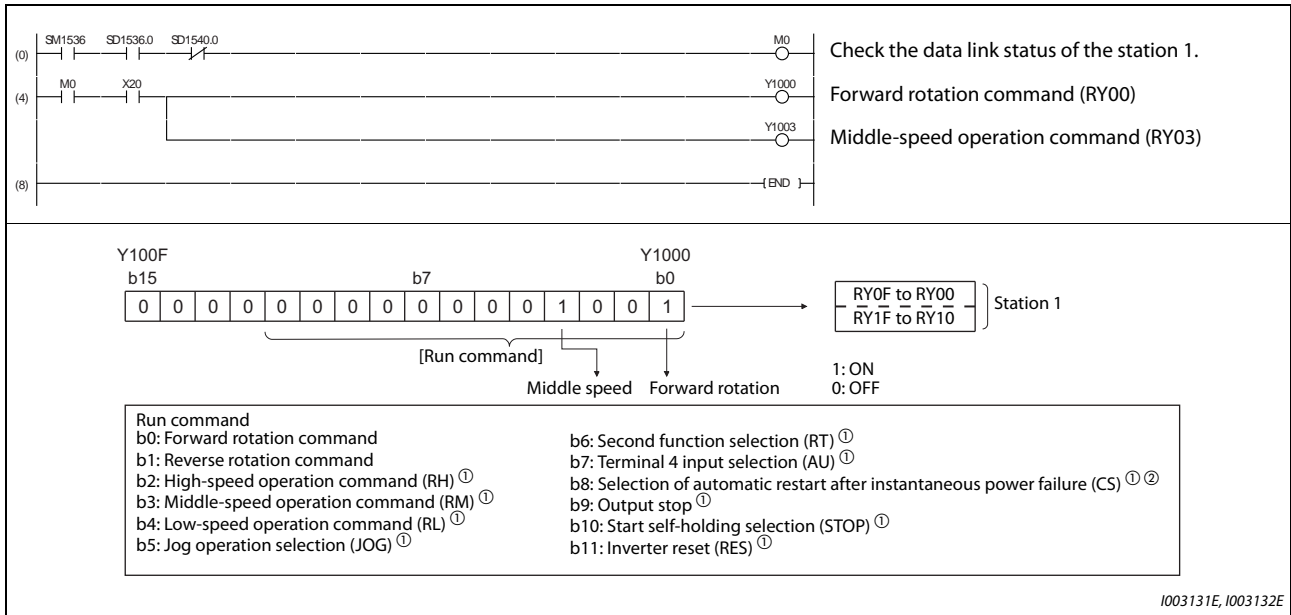 SM1536 SD1536.0 SD1540.0 M0
(0) Check the data link status of the station 1.
M0 X20 Y1000
(4) Forward rotation command (RY00)
Y1003
Middle-speed operation command (RY03)
(8) END
Y100F Y1000
b15 b7 b0
0 0 0 0 0 0 0 0 0 0 0 0 1 0 0 1
RY0F to RY00
RY1F to RY10
Station 1
[Run command]
Middle speed Forward rotation
1: ON
0: OFF
Run command
b0: Forward rotation command
b1: Reverse rotation command
b2: High-speed operation command (RH) ①
b3: Middle-speed operation command (RM) ①
b4: Low-speed operation command (RL) ①
b5: Jog operation selection (JOG) ①
b6: Second function selection (RT) ①
b7: Terminal 4 input selection (AU) ①
b8: Selection of automatic restart after instantaneous power failure (CS) ① ②
b9: Output stop ①
b10: Start self-holding selection (STOP) ①
b11: Inverter reset (RES) ①
I003131E, I003132E